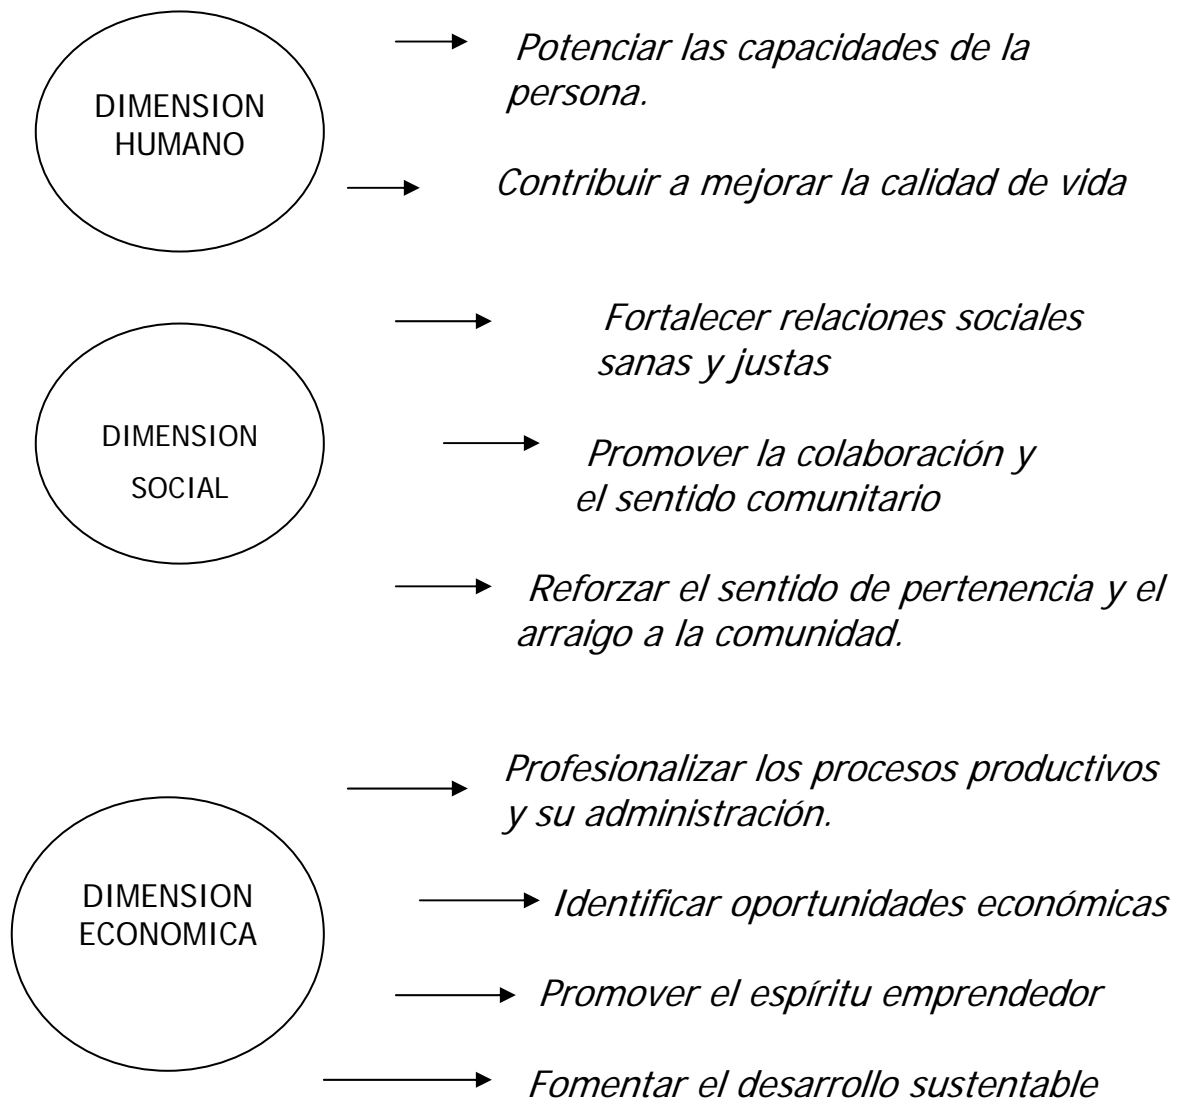 DIMENSION
HUMANO
Potenciar las capacidades de la
persona.
Contribuir a mejorar la calidad de vida
DIMENSION
SOCIAL
Fortalecer relaciones sociales
sanas y justas
Promover la colaboración y
el sentido comunitario
Reforzar el sentido de pertenencia y el
arraigo a la comunidad.
DIMENSION
ECONOMICA
Profesionalizar los procesos productivos
y su administración.
Identificar oportunidades económicas
Promover el espíritu emprendedor
Fomentar el desarrollo sustentable